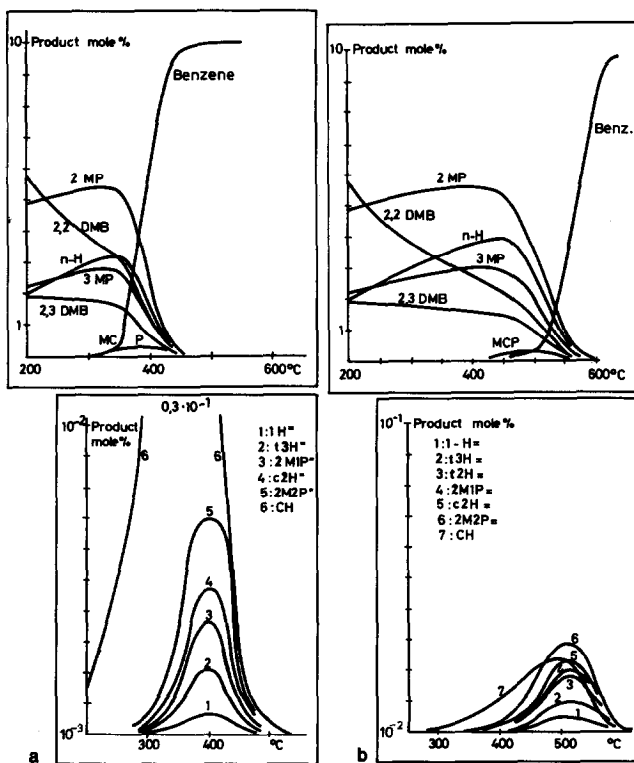 10 Product mole%
Benzene
2 MP
2,2 DMB
n-H
3 MP
2,3 DMB
1
MC P
200 400 600°C
10 Product mole %
Benz.
2 MP
2,2 DMB
n-H
3 MP
2,3 DMB
1
MCP
200 400 600°C
0,3·10⁻¹
10⁻² Product
mole%
6 6
1:1H=
2: t3H=
3: 2M1P=
4: c2H=
5:2M2P=
6 :CH
5
4
3
2
1
10⁻³
300 400 °C
a
10⁻¹
Product mole%
1:1-H=
2:t3H=
3:t2H=
4:2M1P=
5:c2H=
6:2M2P=
7 :CH
6
5
7
3
2
1
10⁻²
300 400 500 °C
b